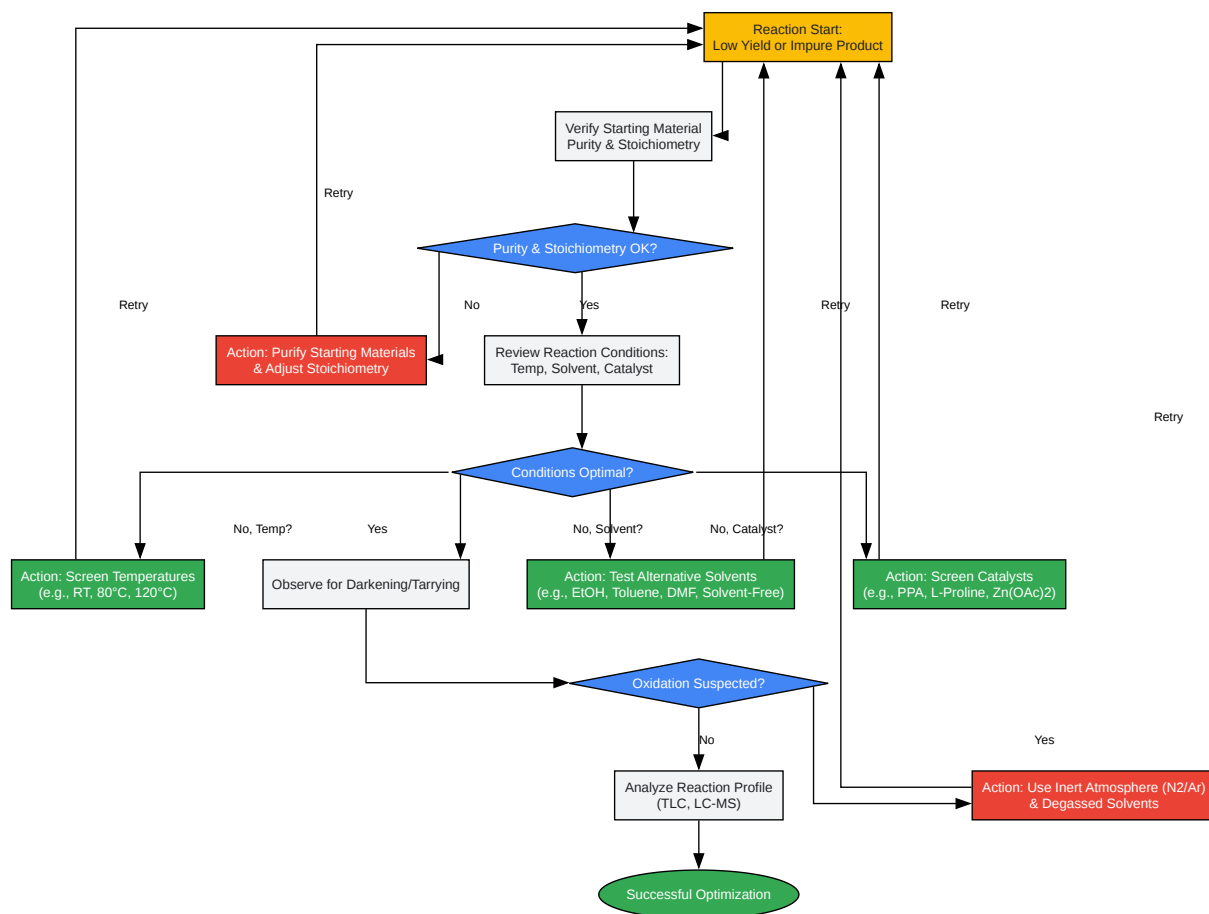 Reaction Start:
Low Yield or Impure Product
Verify Starting Material
Purity & Stoichiometry
Retry
Purity & Stoichiometry OK?
Retry
No
Yes
Retry
Retry
Action: Purify Starting Materials
& Adjust Stoichiometry
Review Reaction Conditions:
Temp, Solvent, Catalyst
Retry
Conditions Optimal?
No, Temp?
Yes
No, Solvent?
No, Catalyst?
Action: Screen Temperatures
(e.g., RT, 80°C, 120°C)
Observe for Darkening/Tarrying
Action: Test Alternative Solvents
(e.g., EtOH, Toluene, DMF, Solvent-Free)
Action: Screen Catalysts
(e.g., PPA, L-Proline, Zn(OAc)2)
Oxidation Suspected?
No
Yes
Analyze Reaction Profile
(TLC, LC-MS)
Action: Use Inert Atmosphere (N2/Ar)
& Degassed Solvents
Successful Optimization